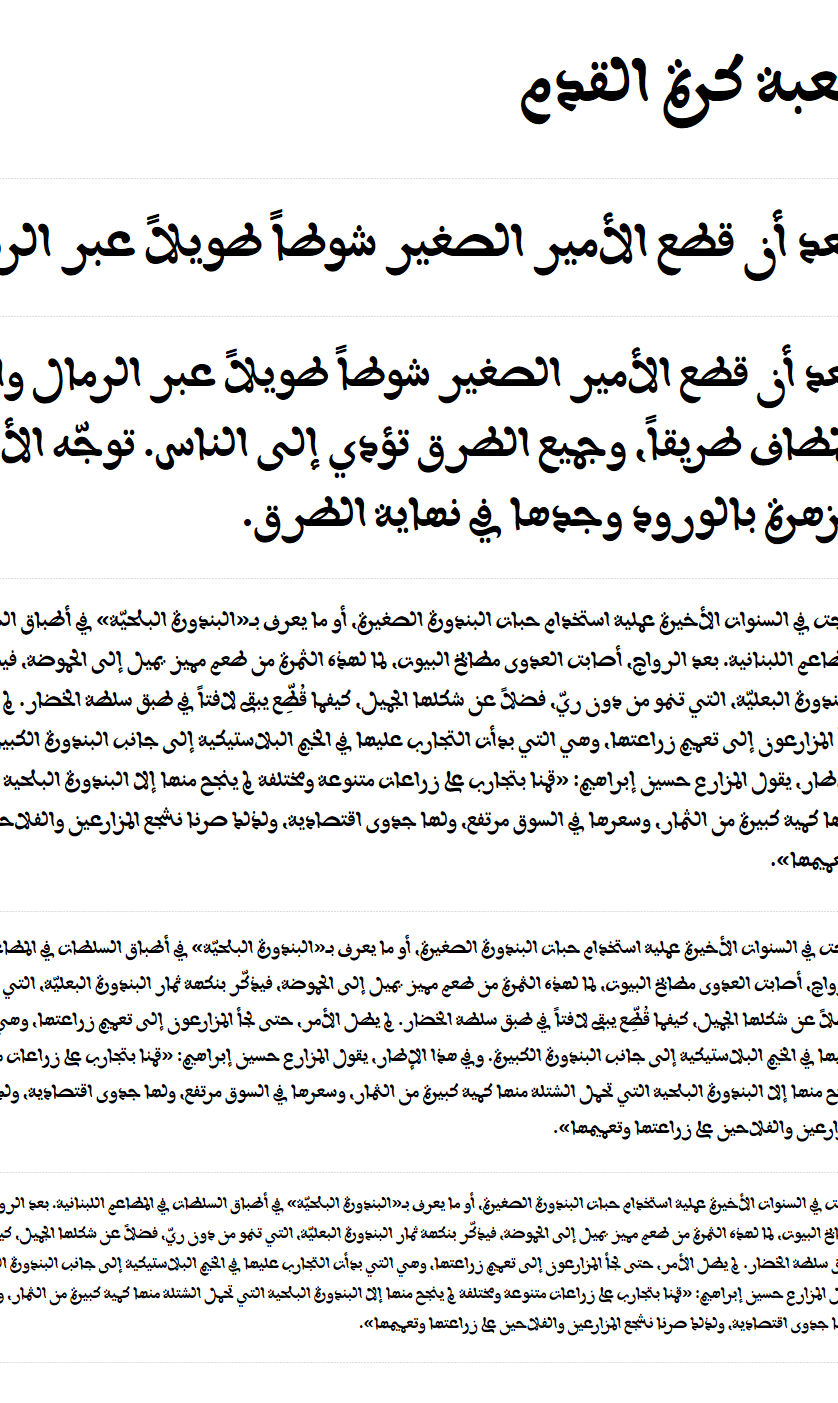 عبة كرة القدم
عد أن قطع الأمير الصغير شوطاً طويلاً عبر الر
عد أن قطع الأمير الصغير شوطاً طويلاً عبر الرمال وا
طاف طريقاً، وجميع الطرق تؤدي إلى الناس. توجّه الأ
زهرة بالورود وجدها في نهاية الطرق.
جت في السنوات الأخيرة عملية استخدام حبات البندورة الصغيرة، أو ما يعرف بـ«البندورة البلحيّة» في أطباق ال
طاعم اللبنانية. بعد الرواج، أصابت العدوى مطابخ البيوت، لما لهذه الثمرة من طعم مميز يميل إلى الحموضة، في
ندورة البعليّة، التي تنمو من دون ريّ، فضلاً عن شكلها الجميل، كيفما قُطِّع يبقى لافتاً في طبق سلطة الخضار. لم
المزارعون إلى تعميم زراعتها، وهي التي بدأت التجارب عليها في الخيم البلاستيكية إلى جانب البندورة الكبير
طار، يقول المزارع حسين إبراهيم: «قمنا بتجارب على زراعات متنوعة ومختلفة لم ينجح منها إلا البندورة البلحية
ها كمية كبيرة من الثمار، وسعرها في السوق مرتفع، ولها جدوى اقتصادية، ولذلك صرنا نشجع المزارعين والفلاح
عميمها».
جت في السنوات الأخيرة عملية استخدام حبات البندورة الصغيرة، أو ما يعرف بـ«البندورة البلحيّة» في أطباق السلطات في المطاع
رواج، أصابت العدوى مطابخ البيوت، لما لهذه الثمرة من طعم مميز يميل إلى الحموضة، فيذكّر بنكهة ثمار البندورة البعليّة، التي
لاً عن شكلها الجميل، كيفما قُطِّع يبقى لافتاً في طبق سلطة الخضار. لم يطل الأمر، حتى لجأ المزارعون إلى تعميم زراعتها، وهي
يها في الخيم البلاستيكية إلى جانب البندورة الكبيرة. وفي هذا الإطار، يقول المزارع حسين إبراهيم: «قمنا بتجارب على زراعات م
ح منها إلا البندورة البلحية التي تحمل الشتلة منها كمية كبيرة من الثمار، وسعرها في السوق مرتفع، ولها جدوى اقتصادية، ولذ
زارعين والفلاحين على زراعتها وتعميمها».
ت في السنوات الأخيرة عملية استخدام حبات البندورة الصغيرة، أو ما يعرف بـ«البندورة البلحيّة» في أطباق السلطات في المطاعم اللبنانية. بعد الرو
ابخ البيوت، لما لهذه الثمرة من طعم مميز يميل إلى الحموضة، فيذكّر بنكهة ثمار البندورة البعليّة، التي تنمو من دون ريّ، فضلاً عن شكلها الجميل، كي
ق سلطة الخضار. لم يطل الأمر، حتى لجأ المزارعون إلى تعميم زراعتها، وهي التي بدأت التجارب عليها في الخيم البلاستيكية إلى جانب البندورة ال
ل المزارع حسين إبراهيم: «قمنا بتجارب على زراعات متنوعة ومختلفة لم ينجح منها إلا البندورة البلحية التي تحمل الشتلة منها كمية كبيرة من الثمار، و
ا جدوى اقتصادية، ولذلك صرنا نشجع المزارعين والفلاحين على زراعتها وتعميمها».